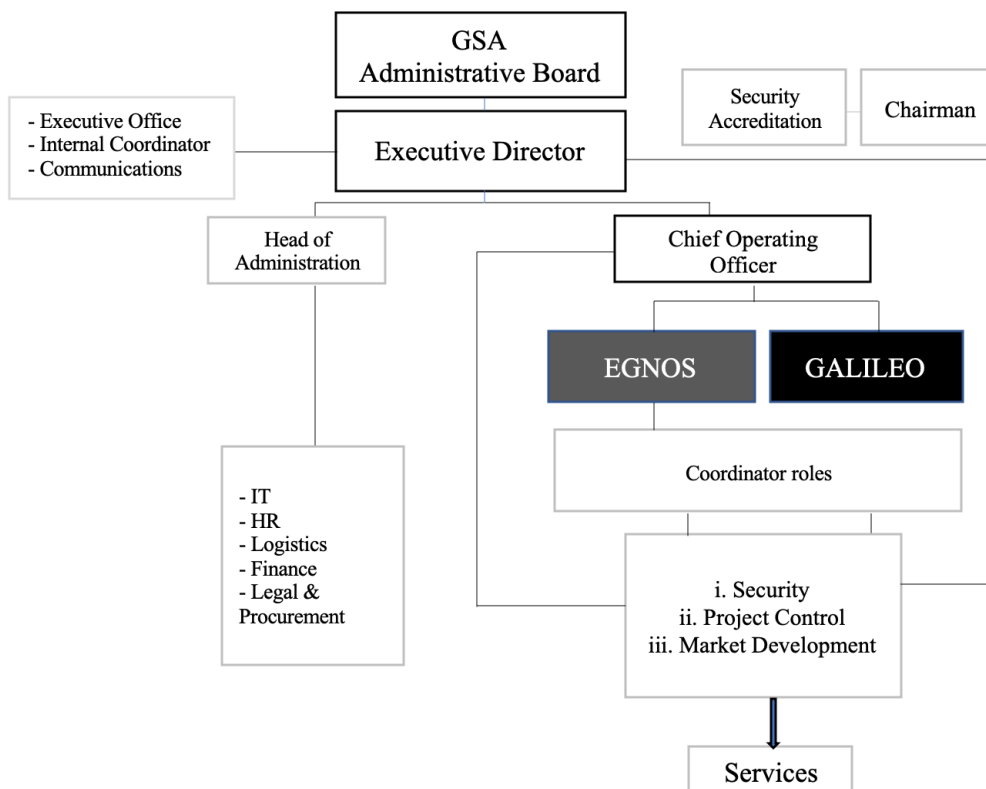 GSA
Administrative Board
Security
Accreditation
Chairman
- Executive Office
- Internal Coordinator
- Communications
Executive Director
Head of
Administration
Chief Operating
Officer
EGNOS
GALILEO
Coordinator roles
- IT
- HR
- Logistics
- Finance
- Legal &
Procurement
i. Security
ii. Project Control
iii. Market Development
Services